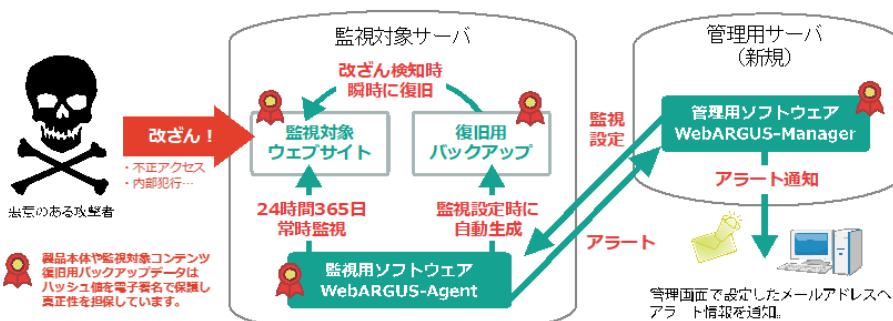 監視対象サーバ
管理用サーバ
（新規）
改ざん検知時
瞬時に復旧
改ざん！
・不正アクセス
・内部犯行…
悪意のある攻撃者
監視対象
ウェブサイト
復旧用
バックアップ
監視
設定
管理用ソフトウェア
WebARGUS-Manager
24時間365日
常時監視
監視設定時に
自動生成
アラート
アラート通知
監視用ソフトウェア
WebARGUS-Agent
製品本体や監視対象コンテンツ
復旧用バックアップデータは
ハッシュ値を電子署名で保護し
真正性を担保しています。
管理画面で設定したメールアドレスへ
アラート情報を通知。